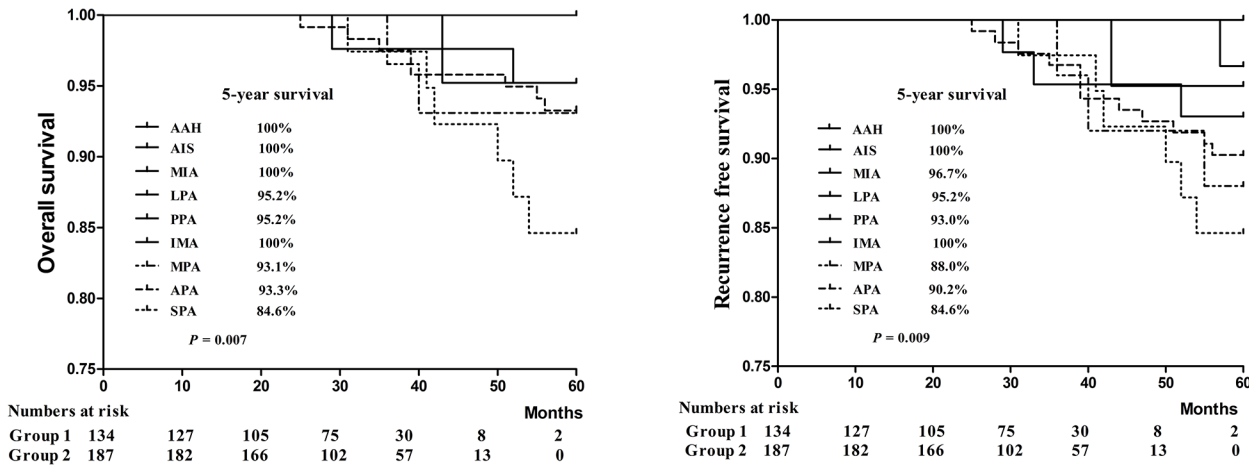 1.00
0.95
0.90
0.85
0.80
0.75
Overall survival
5-year survival
AAH 100%
AIS 100%
MIA 100%
LPA 95.2%
PPA 95.2%
IMA 100%
MPA 93.1%
APA 93.3%
SPA 84.6%
P = 0.007
0 10 20 30 40 50 60
Months
Numbers at risk
Group 1 134 127 105 75 30 8 2
Group 2 187 182 166 102 57 13 0
1.00
0.95
0.90
0.85
0.80
0.75
Recurrence free survival
5-year survival
AAH 100%
AIS 100%
MIA 96.7%
LPA 95.2%
PPA 93.0%
IMA 100%
MPA 88.0%
APA 90.2%
SPA 84.6%
P = 0.009
0 10 20 30 40 50 60
Months
Numbers at risk
Group 1 134 127 105 75 30 8 2
Group 2 187 182 166 102 57 13 0